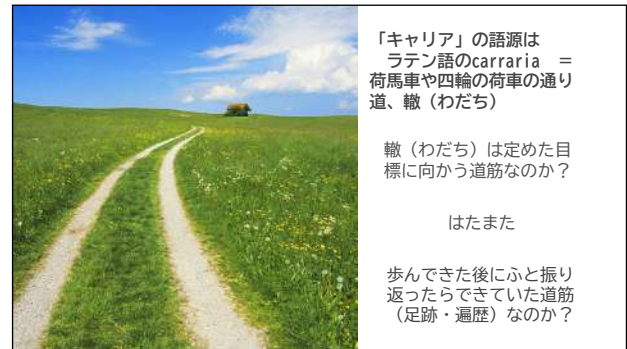 「キャリア」の語源は
ラテン語のcarraria ＝
荷馬車や四輪の荷車の通り
道、轍（わだち）
轍（わだち）は定めた目
標に向かう道筋なのか？
はたまた
歩んできた後にふと振り
返ったらできていた道筋
（足跡・遍歴）なのか？